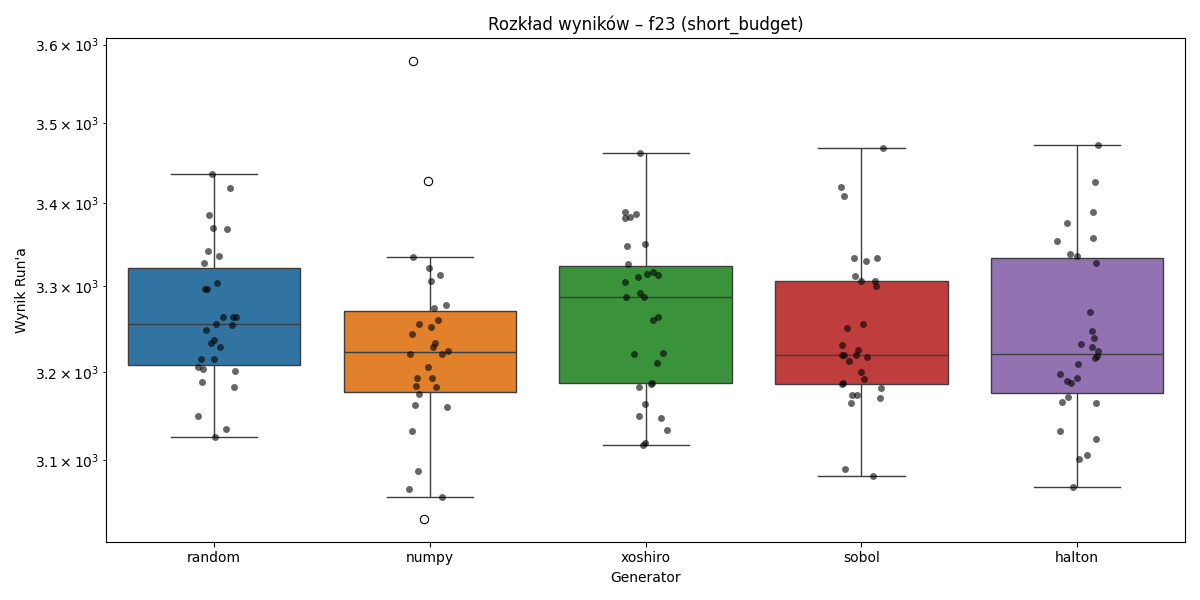 Rozkład wyników – f23 (short_budget)
Wynik Run'a
3.6 × 10³
3.5 × 10³
3.4 × 10³
3.3 × 10³
3.2 × 10³
3.1 × 10³
random numpy xoshiro sobol halton
Generator